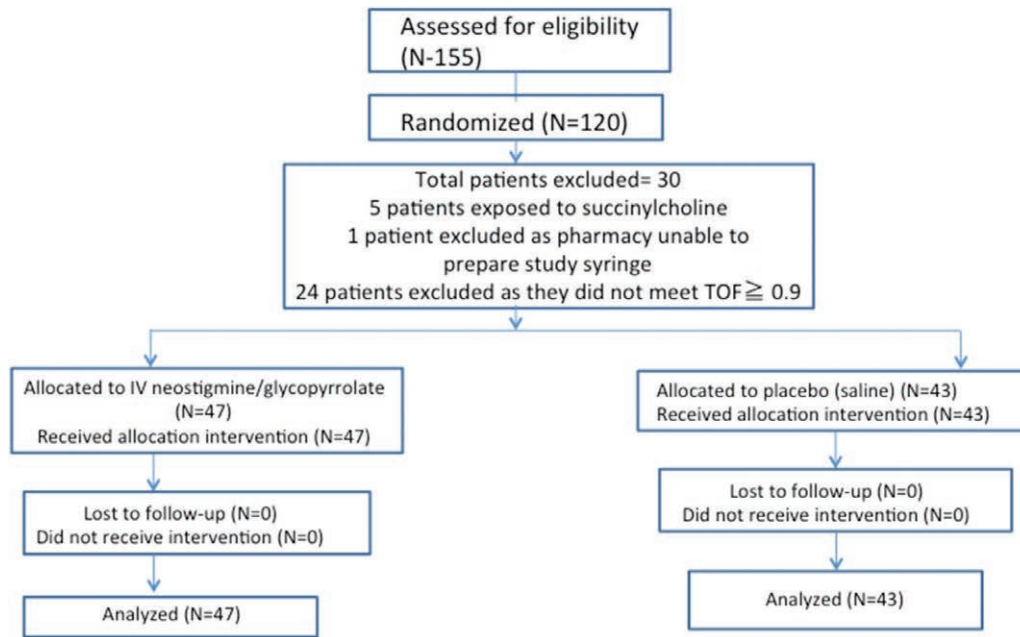 Assessed for eligibility
(N-155)
Randomized (N=120)
Total patients excluded= 30
5 patients exposed to succinylcholine
1 patient excluded as pharmacy unable to
prepare study syringe
24 patients excluded as they did not meet TOF≧ 0.9
Allocated to IV neostigmine/glycopyrrolate
(N=47)
Received allocation intervention (N=47)
Allocated to placebo (saline) (N=43)
Received allocation intervention (N=43)
Lost to follow-up (N=0)
Did not receive intervention (N=0)
Lost to follow-up (N=0)
Did not receive intervention (N=0)
Analyzed (N=47)
Analyzed (N=43)